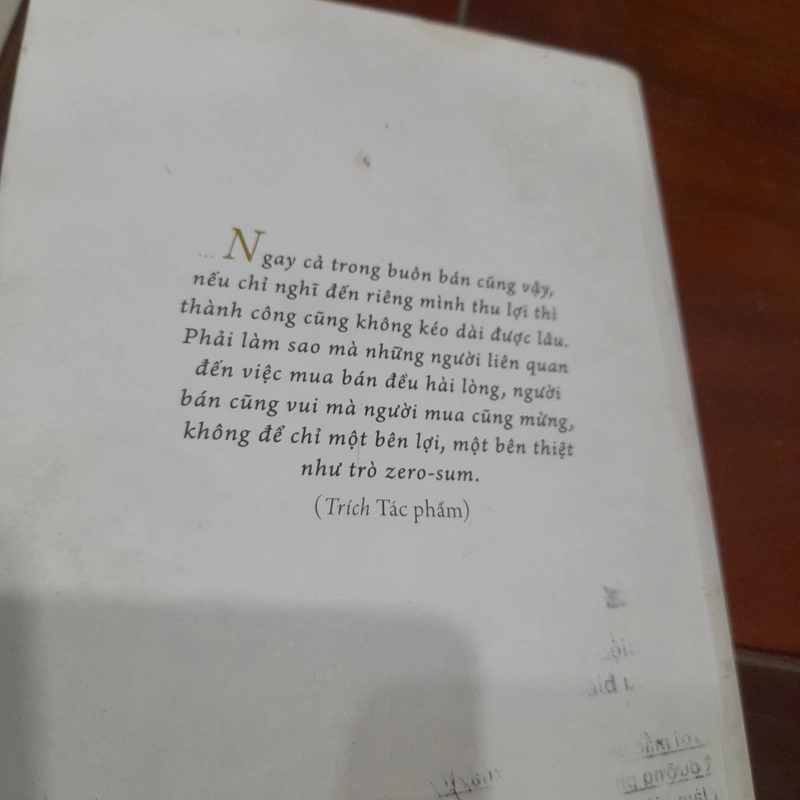 ... Ngay cả trong buôn bán cũng vậy,
nếu chỉ nghĩ đến riêng mình thu lợi thì
thành công cũng không kéo dài được lâu.
Phải làm sao mà những người liên quan
đến việc mua bán đều hài lòng, người
bán cũng vui mà người mua cũng mừng,
không để chỉ một bên lợi, một bên thiệt
như trò zero-sum.
(Trích Tác phẩm)